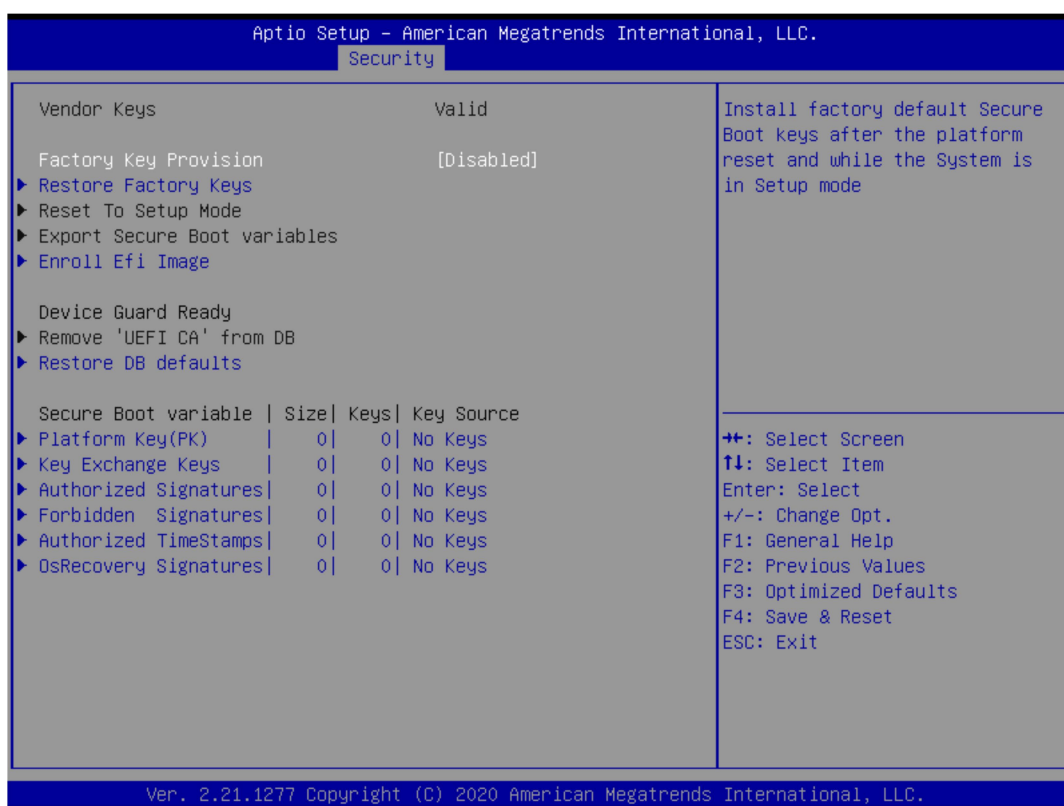 Aptio Setup – American Megatrends International, LLC.
Security
Vendor Keys Valid
Factory Key Provision [Disabled]
▶ Restore Factory Keys
▶ Reset To Setup Mode
▶ Export Secure Boot variables
▶ Enroll Efi Image
Device Guard Ready
▶ Remove 'UEFI CA' from DB
▶ Restore DB defaults
Secure Boot variable | Size| Keys| Key Source
▶ Platform Key(PK) | 0| 0| No Keys
▶ Key Exchange Keys | 0| 0| No Keys
▶ Authorized Signatures| 0| 0| No Keys
▶ Forbidden Signatures| 0| 0| No Keys
▶ Authorized TimeStamps| 0| 0| No Keys
▶ OsRecovery Signatures| 0| 0| No Keys
Install factory default Secure
Boot keys after the platform
reset and while the System is
in Setup mode
→←: Select Screen
↑↓: Select Item
Enter: Select
+/-: Change Opt.
F1: General Help
F2: Previous Values
F3: Optimized Defaults
F4: Save & Reset
ESC: Exit
Ver. 2.21.1277 Copyright (C) 2020 American Megatrends International, LLC.